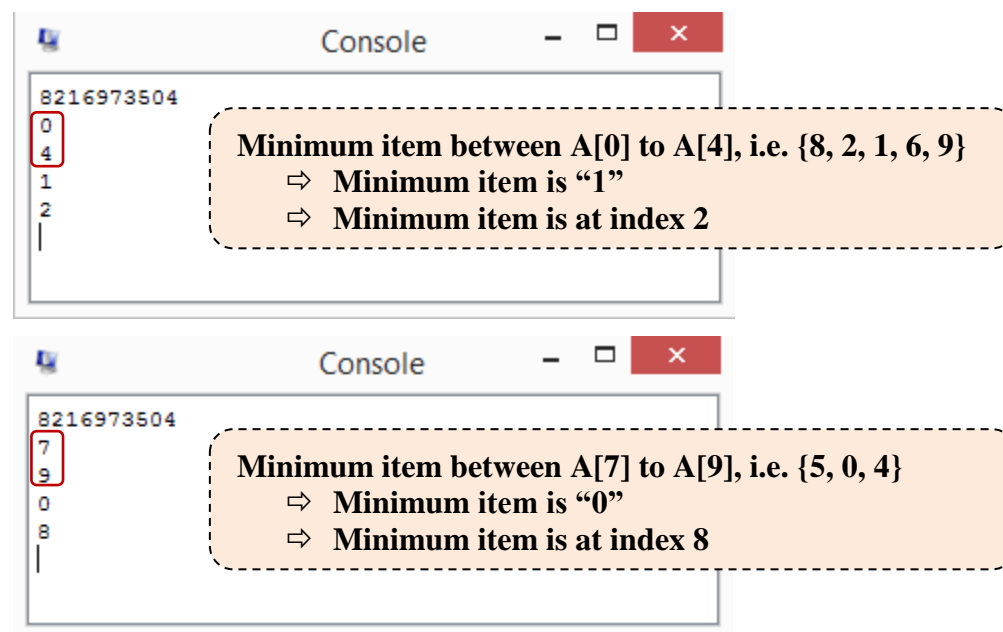 Console
8216973504
0
4
1
2
Minimum item between A[0] to A[4], i.e. {8, 2, 1, 6, 9}
⇨ Minimum item is “1”
⇨ Minimum item is at index 2
Console
8216973504
7
9
0
8
Minimum item between A[7] to A[9], i.e. {5, 0, 4}
⇨ Minimum item is “0”
⇨ Minimum item is at index 8